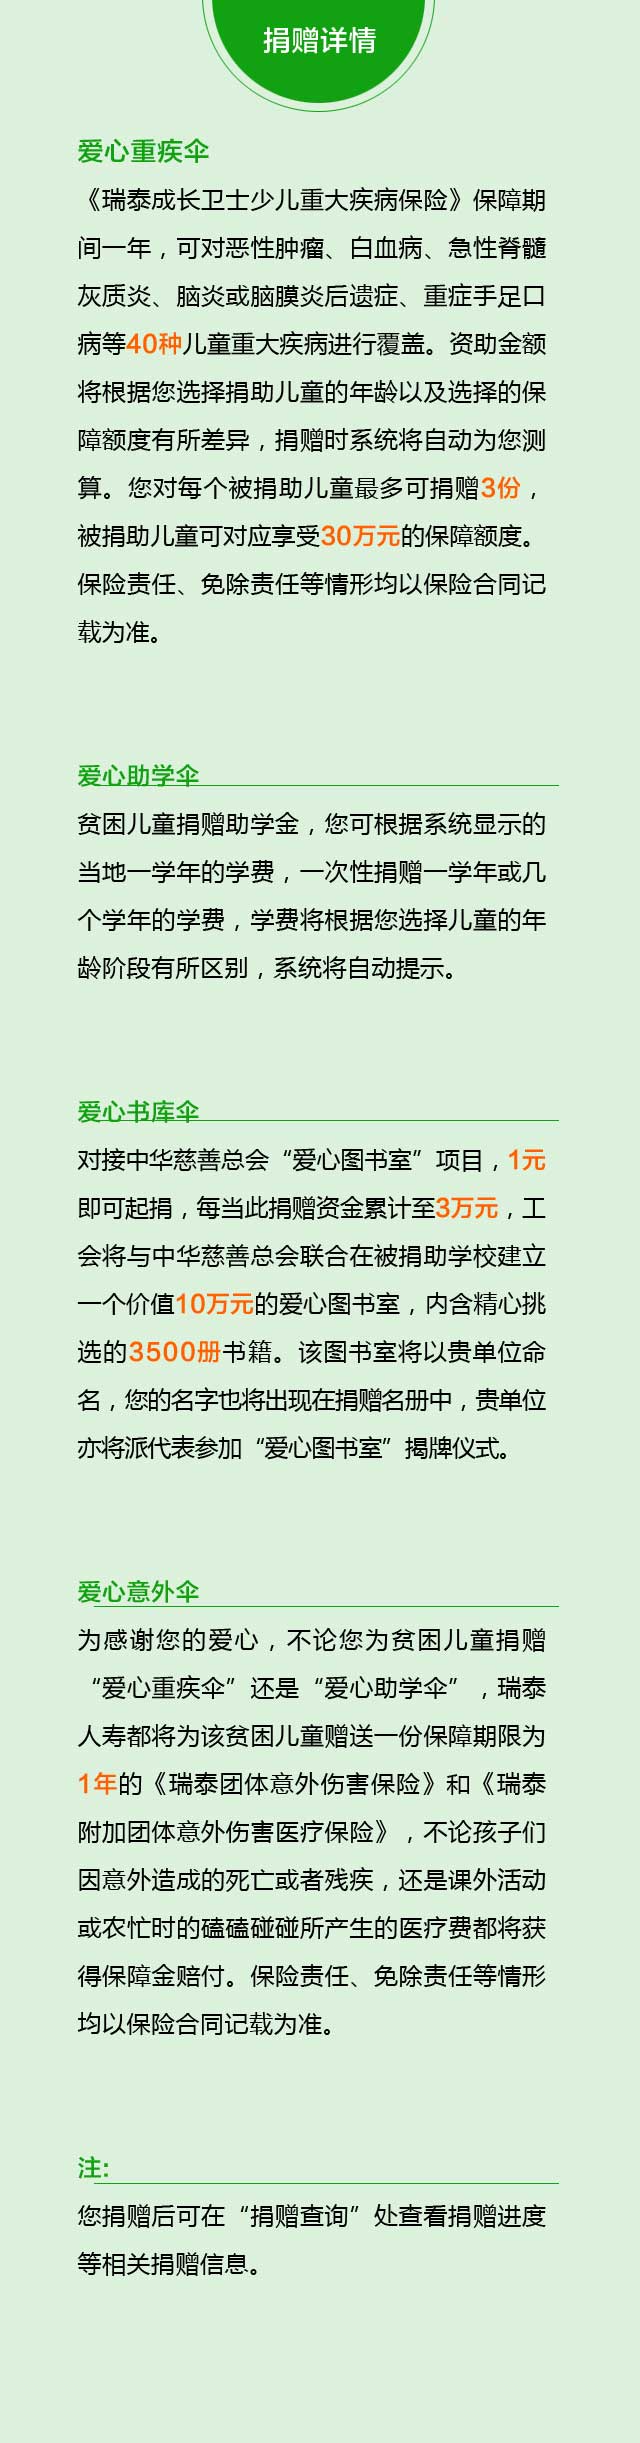 捐赠详情
爱心重疾伞
《瑞泰成长卫士少儿重大疾病保险》保障期
间一年，可对恶性肿瘤、白血病、急性脊髓
灰质炎、脑炎或脑膜炎后遗症、重症手足口
病等40种儿童重大疾病进行覆盖。资助金额
将根据您选择捐助儿童的年龄以及选择的保
障额度有所差异，捐赠时系统将自动为您测
算。您对每个被捐助儿童最多可捐赠3份，
被捐助儿童可对应享受30万元的保障额度。
保险责任、免除责任等情形均以保险合同记
载为准。
爱心助学伞
贫困儿童捐赠助学金，您可根据系统显示的
当地一学年的学费，一次性捐赠一学年或几
个学年的学费，学费将根据您选择儿童的年
龄阶段有所区别，系统将自动提示。
爱心书库伞
对接中华慈善总会“爱心图书室”项目，1元
即可起捐，每当此捐赠资金累计至3万元，工
会将与中华慈善总会联合在被捐助学校建立
一个价值10万元的爱心图书室，内含精心挑
选的3500册书籍。该图书室将以贵单位命
名，您的名字也将出现在捐赠名册中，贵单位
亦将派代表参加“爱心图书室”揭牌仪式。
爱心意外伞
为感谢您的爱心，不论您为贫困儿童捐赠
“爱心重疾伞”还是“爱心助学伞”，瑞泰
人寿都将为该贫困儿童赠送一份保障期限为
1年的《瑞泰团体意外伤害保险》和《瑞泰
附加团体意外伤害医疗保险》，不论孩子们
因意外造成的死亡或者残疾，还是课外活动
或农忙时的磕磕碰碰所产生的医疗费都将获
得保障金赔付。保险责任、免除责任等情形
均以保险合同记载为准。
注:
您捐赠后可在“捐赠查询”处查看捐赠进度
等相关捐赠信息。